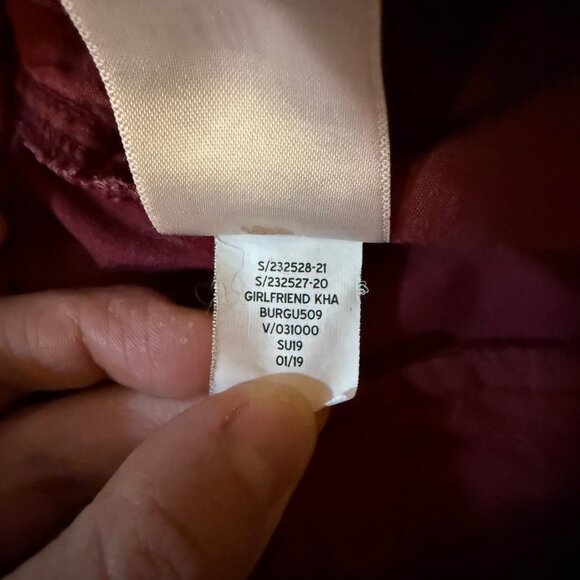 S/232528-21
S/232527-20
GIRLFRIEND KHA
BURGU509
V/031000
SU19
01/19